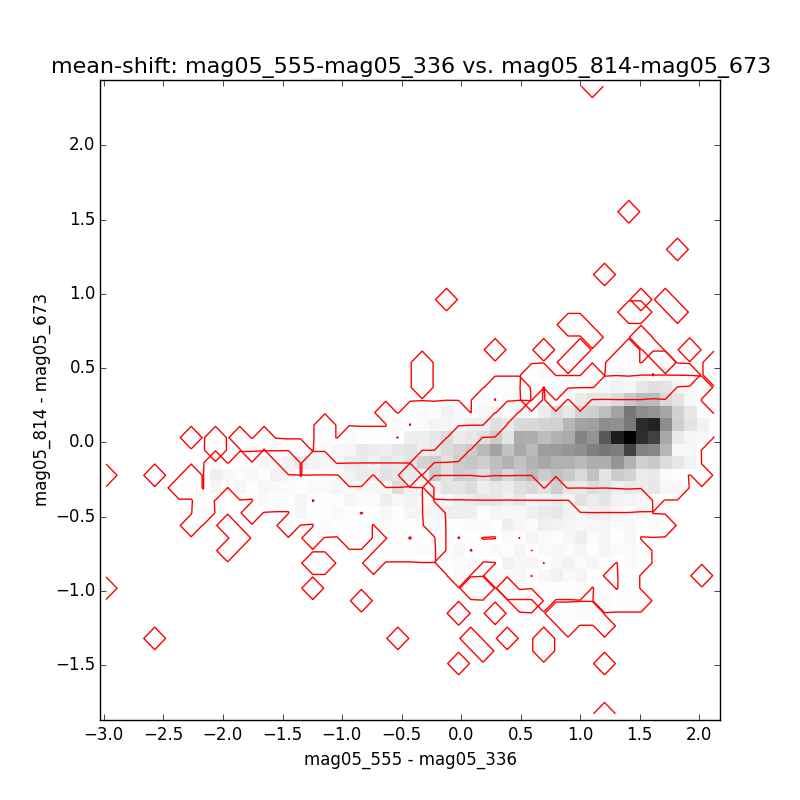 mean-shift: mag05_555-mag05_336 vs. mag05_814-mag05_673
2.0
1.5
1.0
0.5
0.0
−0.5
−1.0
−1.5
mag05_814 - mag05_673
−3.0 −2.5 −2.0 −1.5 −1.0 −0.5 0.0 0.5 1.0 1.5 2.0
mag05_555 - mag05_336